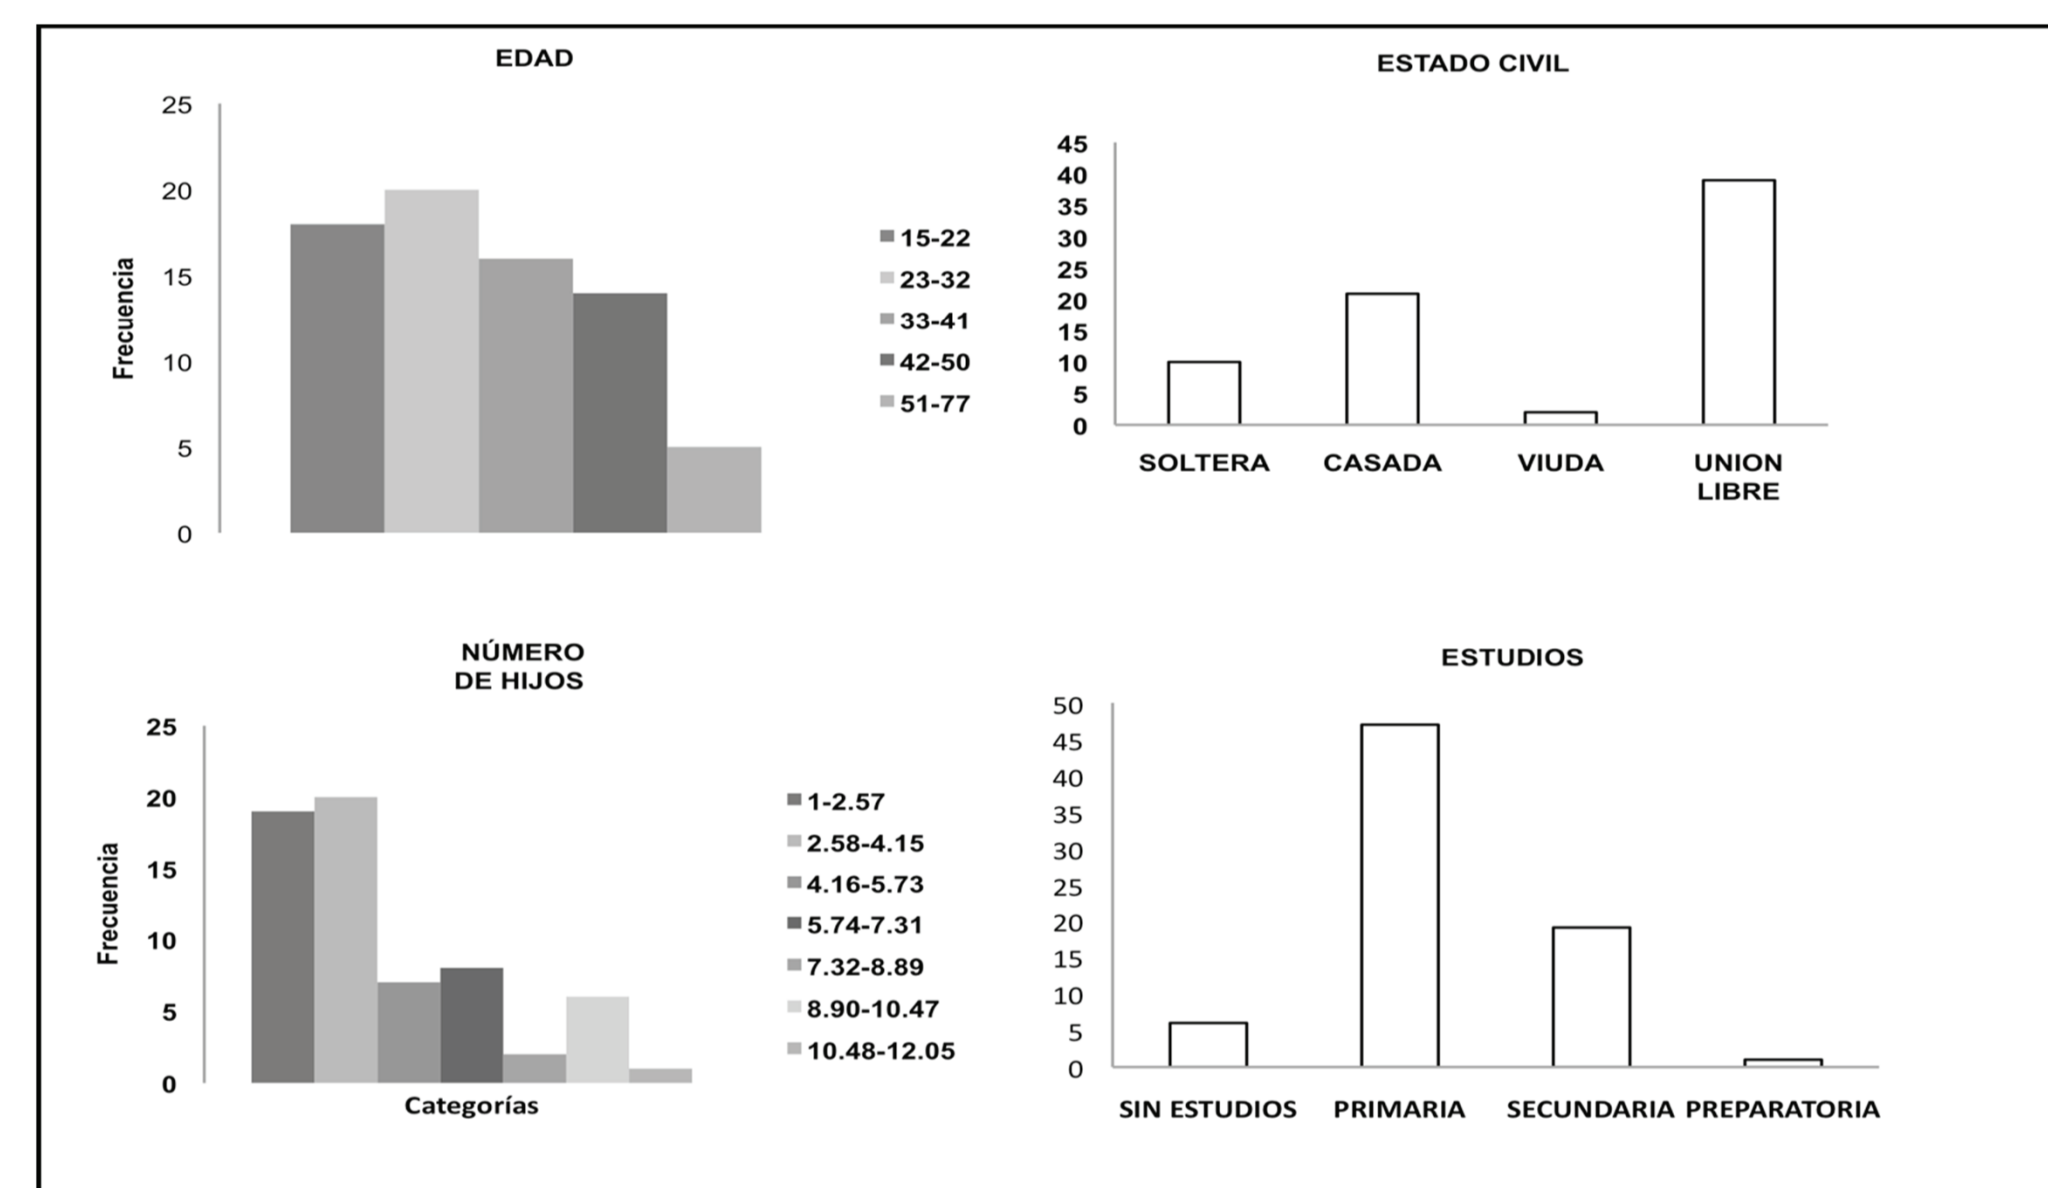 EDAD
25
20
15
10
5
0
Frecuencia
15-22
23-32
33-41
42-50
51-77
ESTADO CIVIL
45
40
35
30
25
20
15
10
5
0
SOLTERA
CASADA
VIUDA
UNION
LIBRE
NÚMERO
DE HIJOS
25
20
15
10
5
0
Frecuencia
Categorías
1-2.57
2.58-4.15
4.16-5.73
5.74-7.31
7.32-8.89
8.90-10.47
10.48-12.05
ESTUDIOS
50
45
40
35
30
25
20
15
10
5
0
SIN ESTUDIOS
PRIMARIA
SECUNDARIA
PREPARATORIA